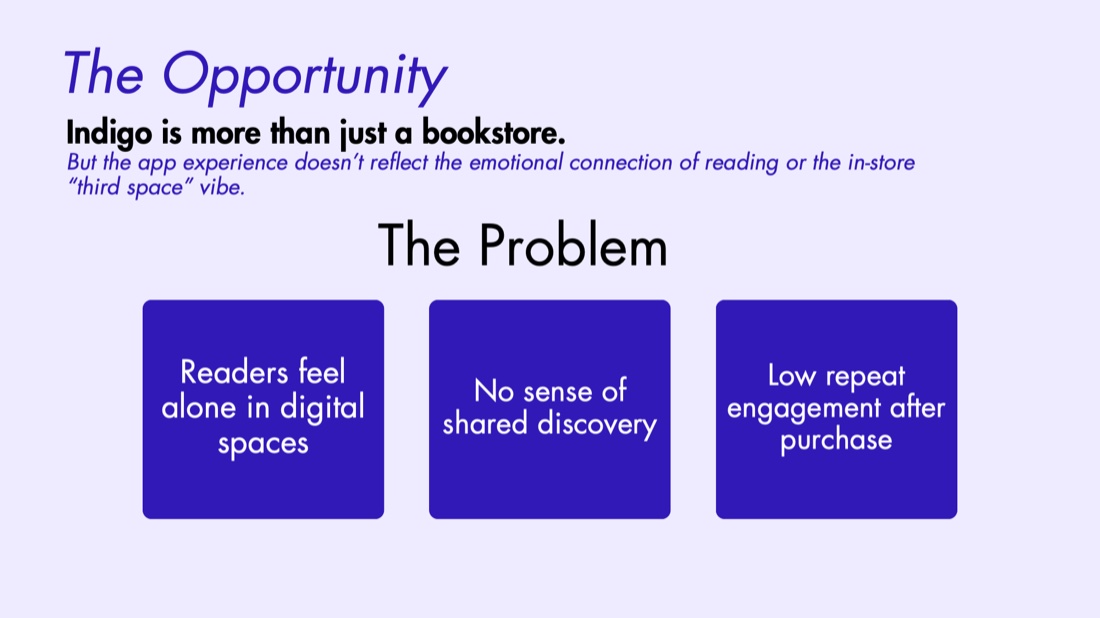 The Opportunity
Indigo is more than just a bookstore.
But the app experience doesn’t reflect the emotional connection of reading or the in-store
“third space” vibe.
The Problem
Readers feel
alone in digital
spaces
No sense of
shared discovery
Low repeat
engagement after
purchase